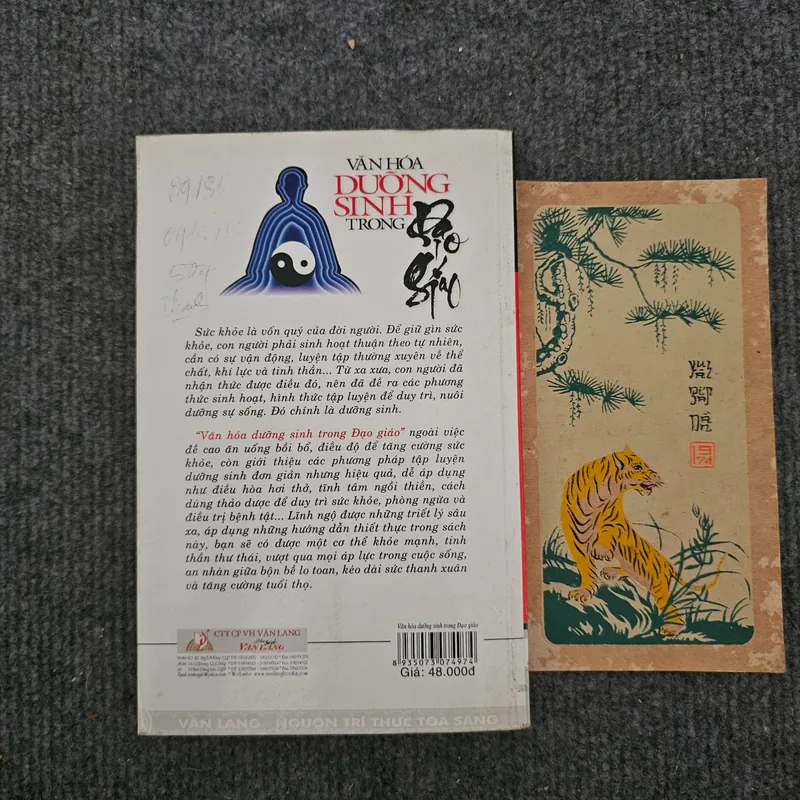 VĂN HÓA
DƯỠNG
SINH
TRONG
Đạo
Giáo
Sức khỏe là vốn quý của đời người. Để giữ gìn sức
khỏe, con người phải sinh hoạt thuận theo tự nhiên,
cần có sự vận động, luyện tập thường xuyên về thể
chất, khí lực và tinh thần... Từ xa xưa, con người đã
nhận thức được điều đó, nên đã đề ra các phương
thức sinh hoạt, hình thức tập luyện để duy trì, nuôi
dưỡng sự sống. Đó chính là dưỡng sinh.
"Văn hóa dưỡng sinh trong Đạo giáo" ngoài việc
đề cao ăn uống bồi bổ, điều độ để tăng cường sức
khỏe, còn giới thiệu các phương pháp tập luyện
dưỡng sinh đơn giản nhưng hiệu quả, dễ áp dụng
như điều hòa hơi thở, tĩnh tâm ngồi thiền, cách
dùng thảo dược để duy trì sức khỏe, phòng ngừa và
điều trị bệnh tật... Lĩnh ngộ được những triết lý sâu
xa, áp dụng những hướng dẫn thiết thực trong sách
này, bạn sẽ có được một cơ thể khỏe mạnh, tinh
thần thư thái, vượt qua mọi áp lực trong cuộc sống,
an nhàn giữa bộn bề lo toan, kéo dài sức thanh xuân
và tăng cường tuổi thọ.
CTY CP VH VĂN LANG
VĂN LANG
Văn hóa dưỡng sinh trong Đạo giáo
8935073074974
Giá: 48.000đ
VĂN LANG - NGUỒN TRI THỨC TỎA SÁNG